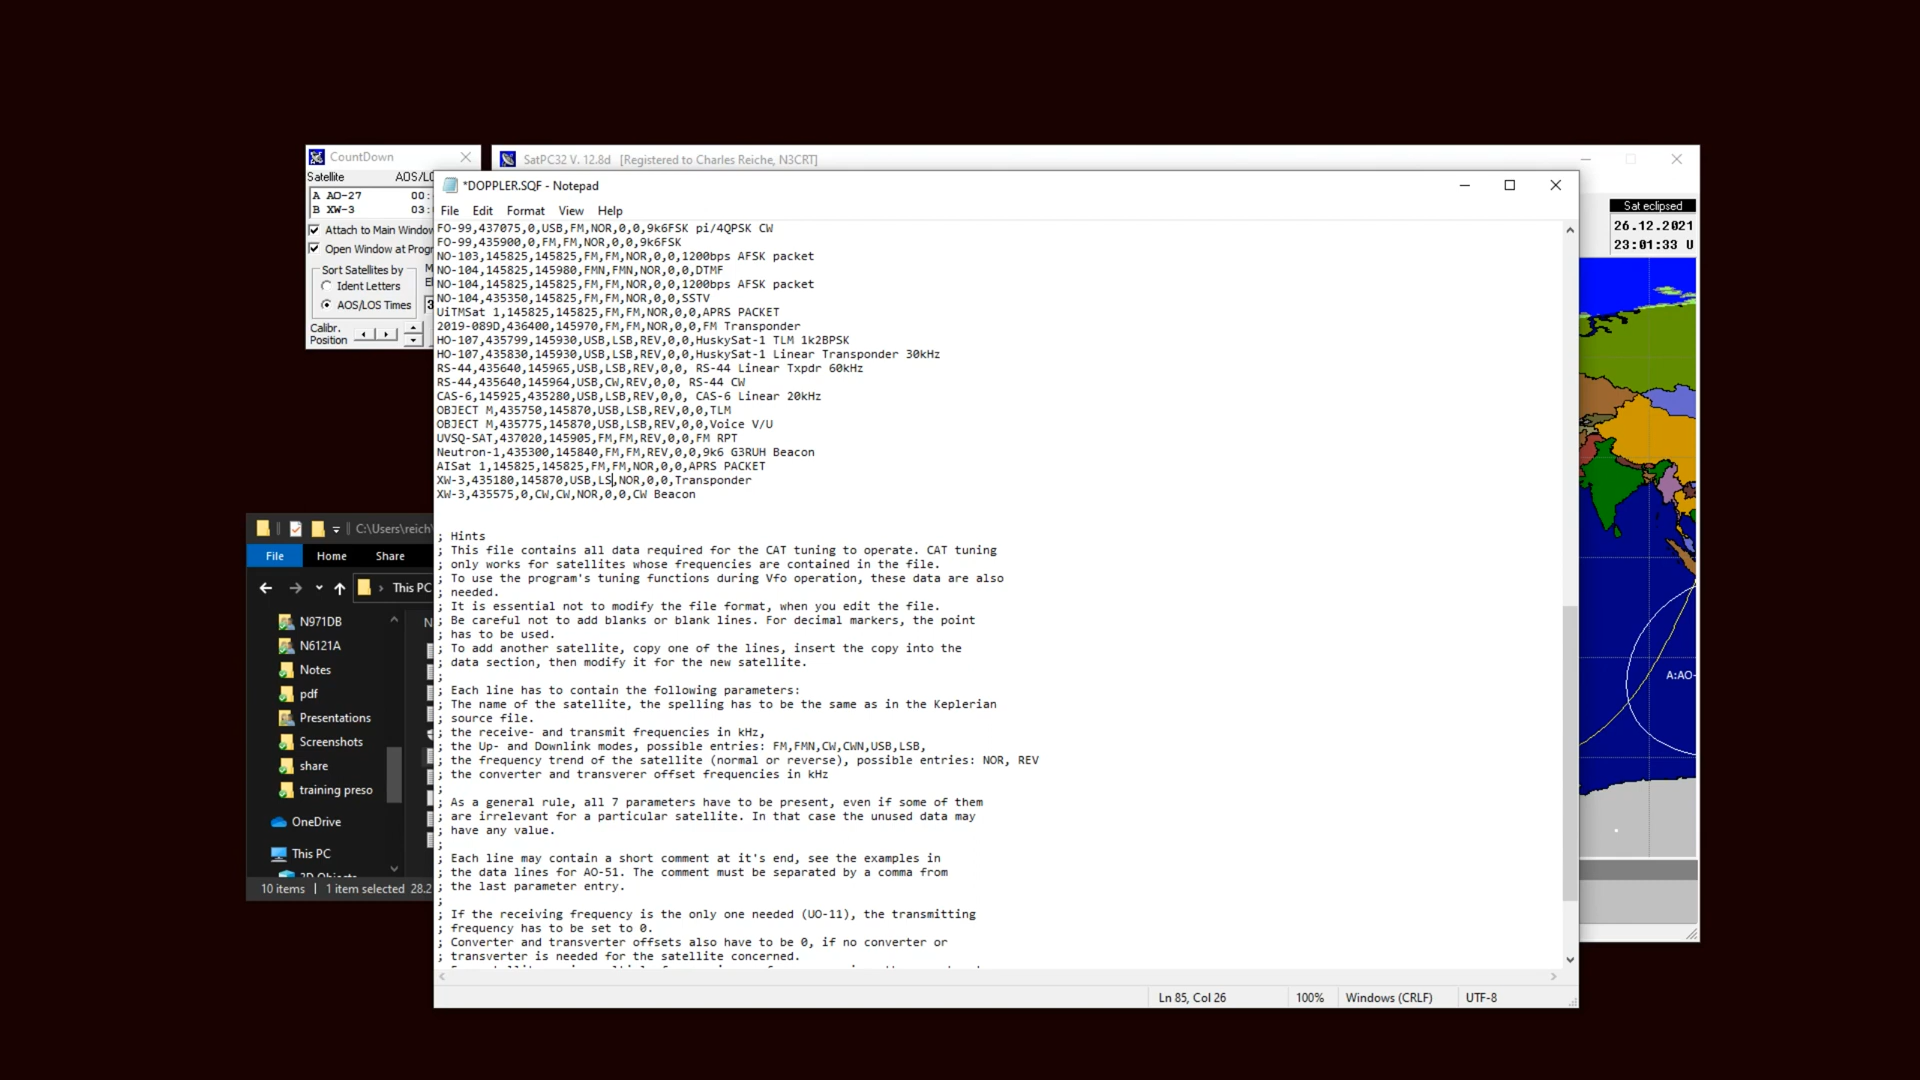 CountDown
Satellite AOS/LO
A AO-27 00:
B XW-3 03:
Attach to Main Window
Open Window at Progr
Sort Satellites by
Ident Letters
AOS/LOS Times
Calibr.
Position
SatPC32 V. 12.8d [Registered to Charles Reiche, N3CRT]
Sat eclipsed
26.12.2021
23:01:33 U
A:AO-
*DOPPLER.SQF - Notepad
File Edit Format View Help
FO-99,437075,0,USB,FM,NOR,0,0,9k6FSK pi/4QPSK CW
FO-99,435900,0,FM,FM,NOR,0,0,9k6FSK
NO-103,145825,145825,FM,FM,NOR,0,0,1200bps AFSK packet
NO-104,145825,145980,FMN,FMN,NOR,0,0,DTMF
NO-104,145825,145825,FM,FM,NOR,0,0,1200bps AFSK packet
NO-104,435350,145825,FM,FM,NOR,0,0,SSTV
UiTMSat 1,145825,145825,FM,FM,NOR,0,0,APRS PACKET
2019-089D,436400,145970,FM,FM,NOR,0,0,FM Transponder
HO-107,435799,145930,USB,LSB,REV,0,0,HuskySat-1 TLM 1k2BPSK
HO-107,435830,145930,USB,LSB,REV,0,0,HuskySat-1 Linear Transponder 30kHz
RS-44,435640,145965,USB,LSB,REV,0,0, RS-44 Linear Txpdr 60kHz
RS-44,435640,145964,USB,CW,REV,0,0, RS-44 CW
CAS-6,145925,435280,USB,LSB,REV,0,0, CAS-6 Linear 20kHz
OBJECT M,435750,145870,USB,LSB,REV,0,0,TLM
OBJECT M,435775,145870,USB,LSB,REV,0,0,Voice V/U
UVSQ-SAT,437020,145905,FM,FM,REV,0,0,FM RPT
Neutron-1,435300,145840,FM,FM,REV,0,0,9k6 G3RUH Beacon
AISat 1,145825,145825,FM,FM,NOR,0,0,APRS PACKET
XW-3,435180,145870,USB,LS,NOR,0,0,Transponder
XW-3,435575,0,CW,CW,NOR,0,0,CW Beacon
; Hints
; This file contains all data required for the CAT tuning to operate. CAT tuning
; only works for satellites whose frequencies are contained in the file.
; To use the program's tuning functions during Vfo operation, these data are also
; needed.
; It is essential not to modify the file format, when you edit the file.
; Be careful not to add blanks or blank lines. For decimal markers, the point
; has to be used.
; To add another satellite, copy one of the lines, insert the copy into the
; data section, then modify it for the new satellite.
;
; Each line has to contain the following parameters:
; The name of the satellite, the spelling has to be the same as in the Keplerian
; source file.
; the receive- and transmit frequencies in kHz,
; the Up- and Downlink modes, possible entries: FM,FMN,CW,CWN,USB,LSB,
; the frequency trend of the satellite (normal or reverse), possible entries: NOR, REV
; the converter and transverer offset frequencies in kHz
;
; As a general rule, all 7 parameters have to be present, even if some of them
; are irrelevant for a particular satellite. In that case the unused data may
; have any value.
;
; Each line may contain a short comment at it's end, see the examples in
; the data lines for AO-51. The comment must be separated by a comma from
; the last parameter entry.
;
; If the receiving frequency is the only one needed (UO-11), the transmitting
; frequency has to be set to 0.
; Converter and transverter offsets also have to be 0, if no converter or
; transverter is needed for the satellite concerned.
Ln 85, Col 26 100% Windows (CRLF) UTF-8
C:\Users\reich\
File Home Share
This PC
N971DB
N6121A
Notes
pdf
Presentations
Screenshots
share
training preso
OneDrive
This PC
3D Objects
10 items 1 item selected 28.2